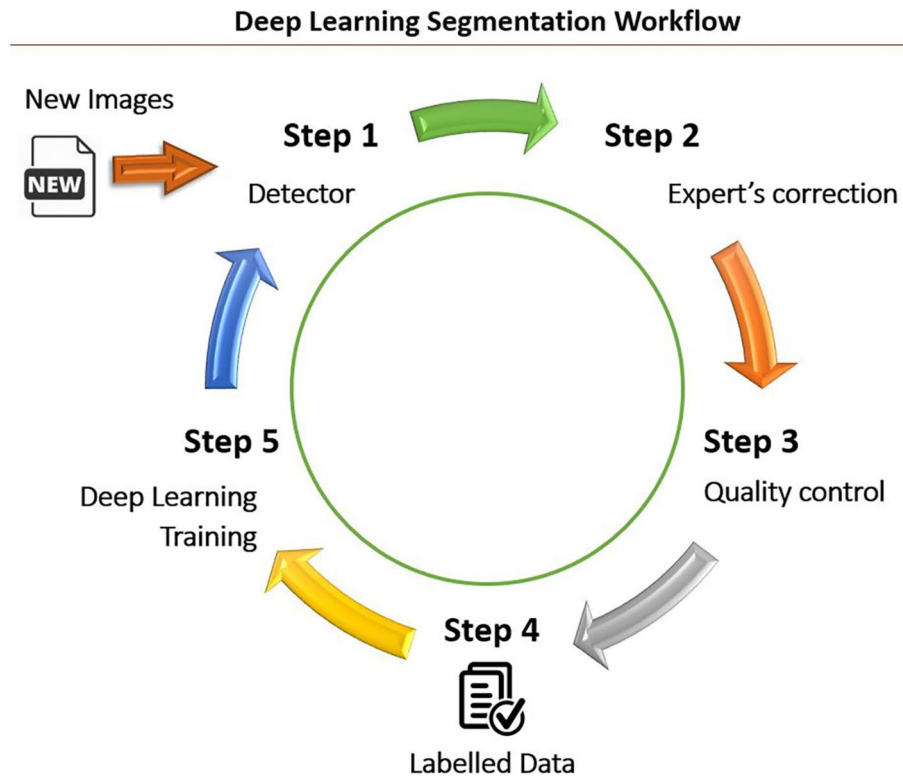 Deep Learning Segmentation Workflow
New Images
NEW
Step 1
Detector
Step 2
Expert’s correction
Step 3
Quality control
Step 4
Labelled Data
Step 5
Deep Learning
Training